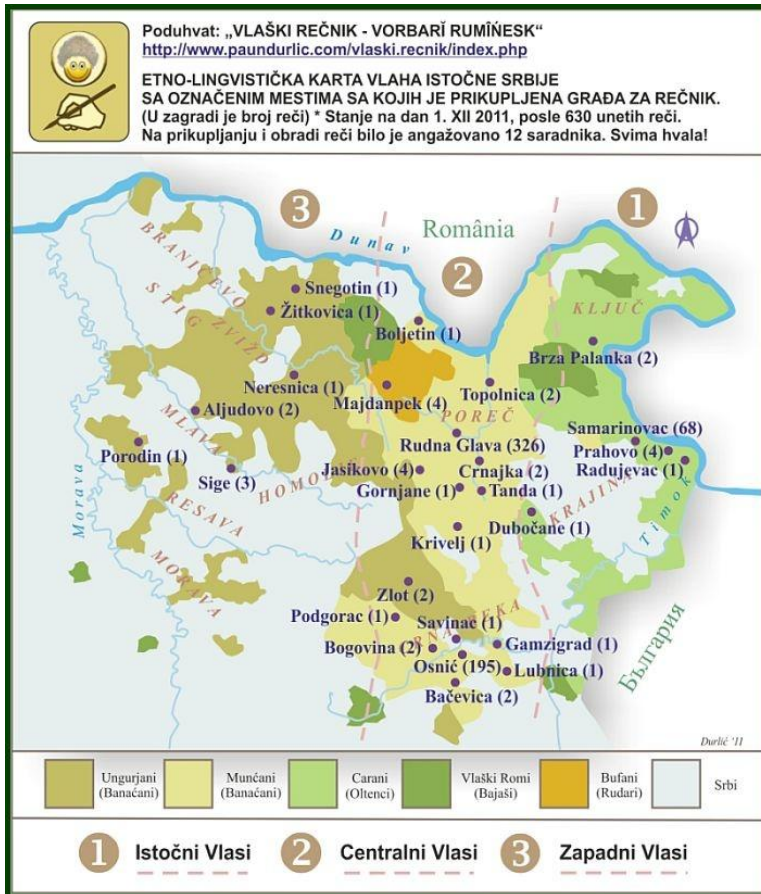 Poduhvat: „VLAŠKI REČNIK - VORBARĬ RUMÎŃESK“
http://www.paundurlic.com/vlaski.recnik/index.php
ETNO-LINGVISTIČKA KARTA VLAHA ISTOČNE SRBIJE
SA OZNAČENIM MESTIMA SA KOJIH JE PRIKUPLJENA GRAĐA ZA REČNIK.
(U zagradi je broj reči) * Stanje na dan 1. XII 2011, posle 630 unetih reči.
Na prikupljanju i obradi reči bilo je angažovano 12 saradnika. Svima hvala!
3
1
Dunav
România
2
BRANIČEVO
STIG
ZVIŽD
Snegotin (1)
Žitkovica (1)
Boljetin (1)
KLJUČ
Brza Palanka (2)
Neresnica (1)
Majdanpek (4)
Topolnica (2)
Aljudovo (2)
POREČ
MLAVA
Samarinovac (68)
Porodin (1)
Rudna Glava (326)
Prahovo (4)
Radujevac (1)
Sige (3)
HOMOLJE
Jasikovo (4)
Crnajka (2)
Gornjane (1)
Tanda (1)
KRAJINA
Morava
RESAVA
Dubočane (1)
Timok
Krivelj (1)
MORAVA
Zlot (2)
Podgorac (1)
Savinac (1)
Bogovina (2)
Gamzigrad (1)
Osnić (195)
Lubnica (1)
Bačevica (2)
България
Durlić '11
Ungurjani
(Banaćani)
Munćani
(Banaćani)
Carani
(Oltenci)
Vlaški Romi
(Bajaši)
Bufani
(Rudari)
Srbi
1 Istočni Vlasi
2 Centralni Vlasi
3 Zapadni Vlasi